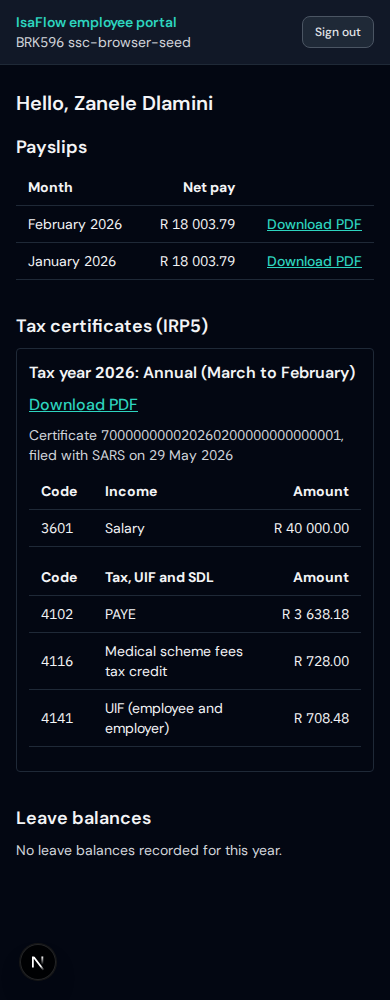 IsaFlow employee portal
BRK596 ssc-browser-seed
Sign out
Hello, Zanele Dlamini
Payslips
Month Net pay
February 2026 R 18 003.79 Download PDF
January 2026 R 18 003.79 Download PDF
Tax certificates (IRP5)
Tax year 2026: Annual (March to February)
Download PDF
Certificate 700000000020260200000000000001,
filed with SARS on 29 May 2026
Code Income Amount
3601 Salary R 40 000.00
Code Tax, UIF and SDL Amount
4102 PAYE R 3 638.18
4116 Medical scheme fees
tax credit R 728.00
4141 UIF (employee and
employer) R 708.48
Leave balances
No leave balances recorded for this year.
N